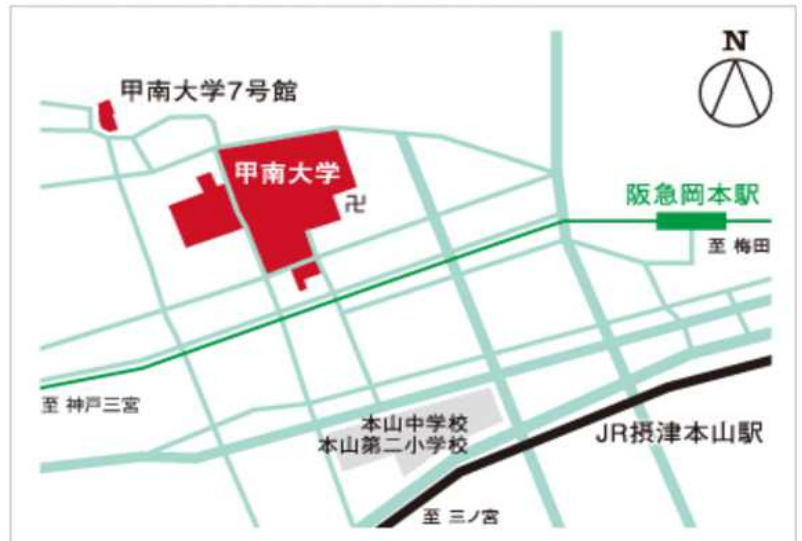 N
甲南大学7号館
甲南大学
卍
阪急岡本駅
至 梅田
至 神戸三宮
本山中学校
本山第二小学校
JR摂津本山駅
至 三ノ宮